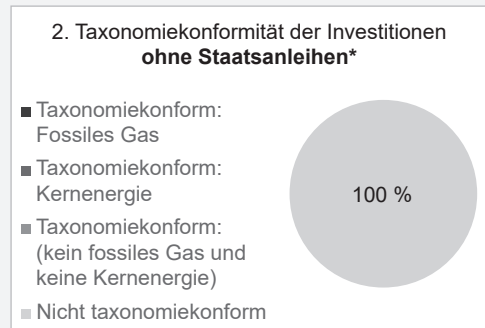 2. Taxonomiekonformität der Investitionen
ohne Staatsanleihen*
Taxonomiekonform:
Fossiles Gas
Taxonomiekonform:
Kernenergie
Taxonomiekonform:
(kein fossiles Gas und
keine Kernenergie)
Nicht taxonomiekonform
100 %